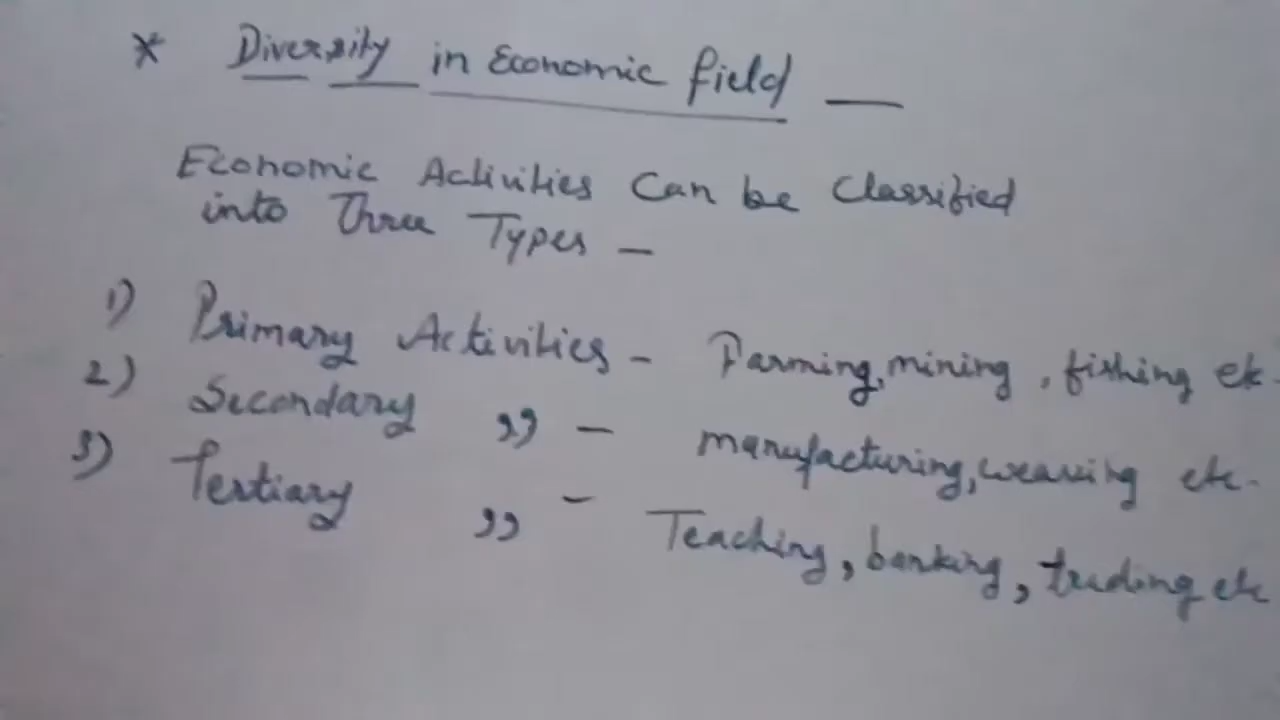 * Diversity in Economic field —
Economic Activities Can be Classified
into Three Types —
1) Primary Activities - Farming, mining, fishing etc.
2) Secondary ,, - manufacturing, weaving etc.
3) Tertiary ,, - Teaching, banking, trading etc